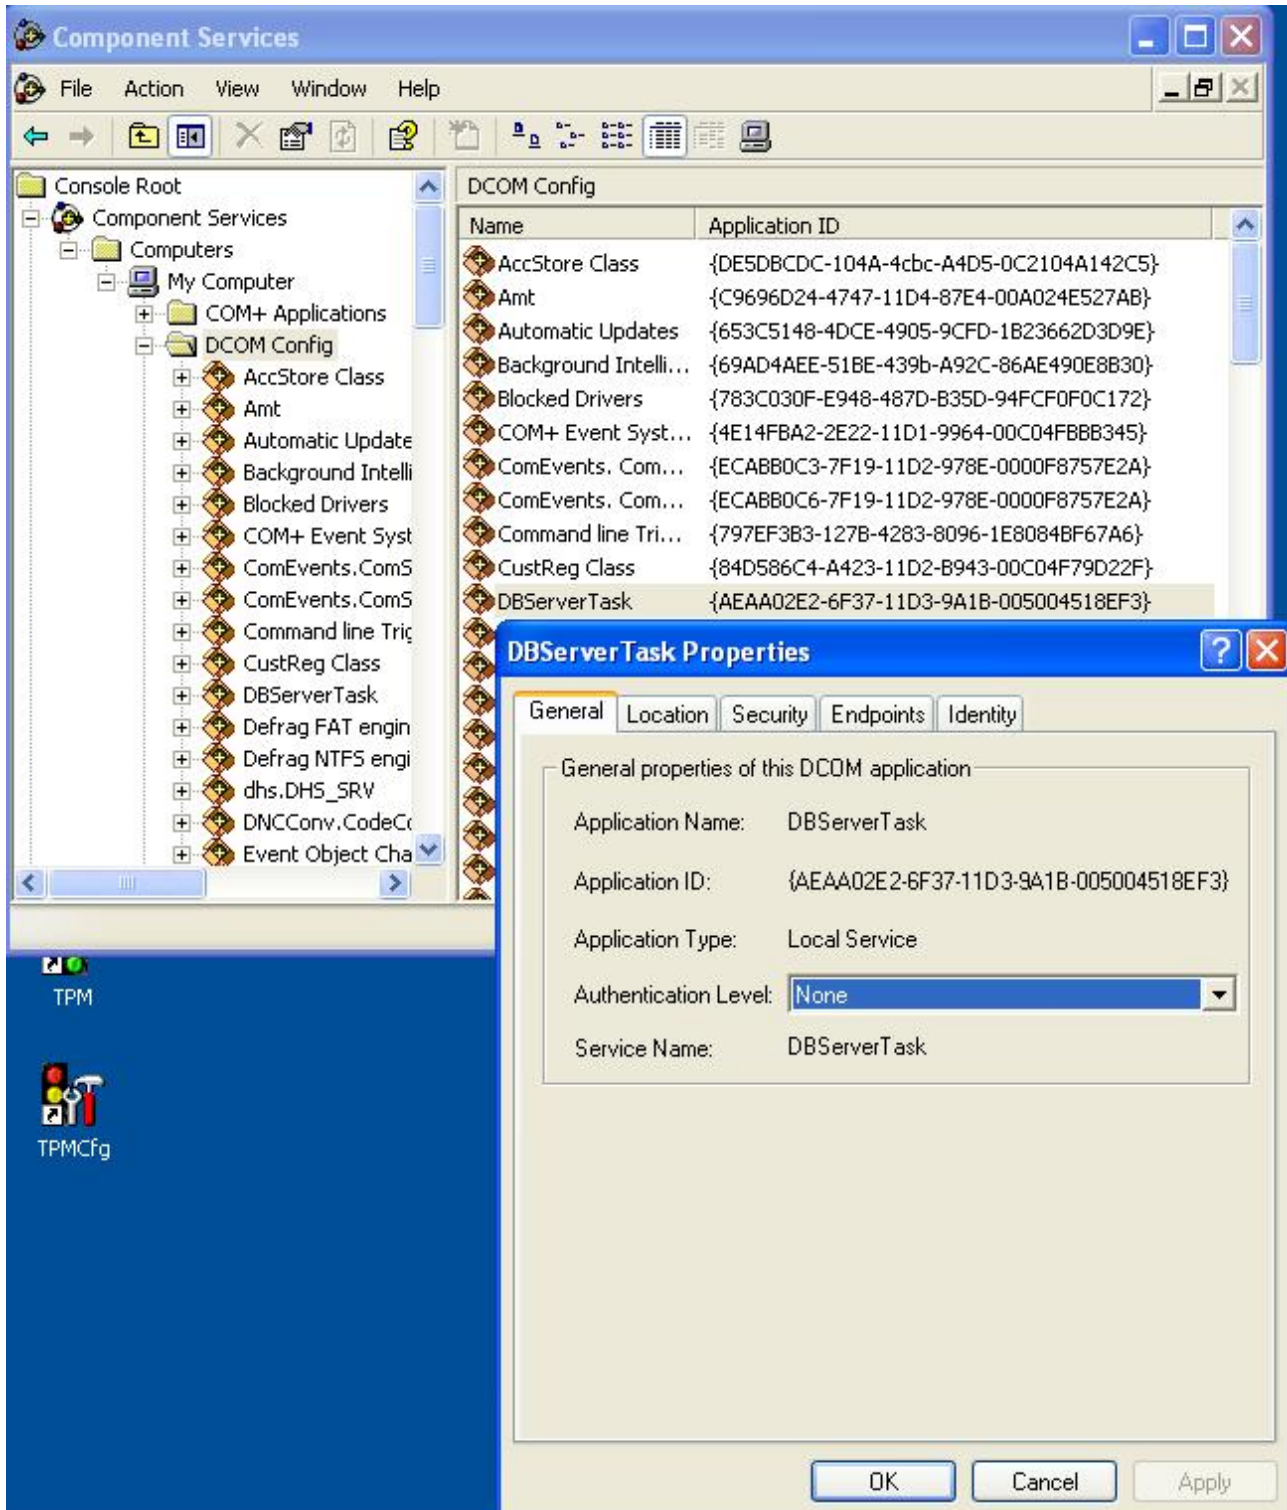 Component Services
File Action View Window Help
Console Root
Component Services
Computers
My Computer
COM+ Applications
DCOM Config
AccStore Class
Amt
Automatic Update
Background Intelli
Blocked Drivers
COM+ Event Syst
ComEvents.ComS
ComEvents.ComS
Command line Trig
CustReg Class
DBServerTask
Defrag FAT engin
Defrag NTFS engi
dhs.DHS_SRV
DNCConv.CodeCo
Event Object Cha
DCOM Config
Name Application ID
AccStore Class {DE5DBCDC-104A-4cbc-A4D5-0C2104A142C5}
Amt {C9696D24-4747-11D4-87E4-00A024E527AB}
Automatic Updates {653C5148-4DCE-4905-9CFD-1B23662D3D9E}
Background Intelli... {69AD4AEE-51BE-439b-A92C-86AE490E8B30}
Blocked Drivers {783C030F-E948-487D-B35D-94FCF0F0C172}
COM+ Event Syst... {4E14FBA2-2E22-11D1-9964-00C04FBBB345}
ComEvents. Com... {ECABB0C3-7F19-11D2-978E-0000F8757E2A}
ComEvents. Com... {ECABB0C6-7F19-11D2-978E-0000F8757E2A}
Command line Tri... {797EF3B3-127B-4283-8096-1E8084BF67A6}
CustReg Class {84D586C4-A423-11D2-B943-00C04F79D22F}
DBServerTask {AEAA02E2-6F37-11D3-9A1B-005004518EF3}
DBServerTask Properties
General Location Security Endpoints Identity
General properties of this DCOM application
Application Name: DBServerTask
Application ID: {AEAA02E2-6F37-11D3-9A1B-005004518EF3}
Application Type: Local Service
Authentication Level: None
Service Name: DBServerTask
OK Cancel Apply
TPM
TPMCfg